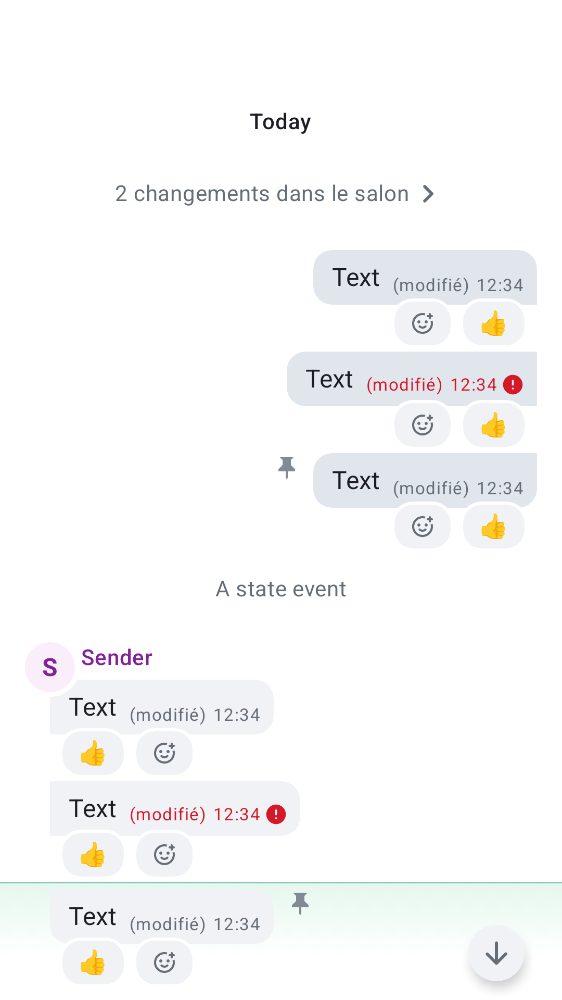 Today
2 changements dans le salon
Text (modifié) 12:34
👍
Text (modifié) 12:34
👍
Text (modifié) 12:34
👍
A state event
S Sender
Text (modifié) 12:34
👍
Text (modifié) 12:34
👍
Text (modifié) 12:34
👍